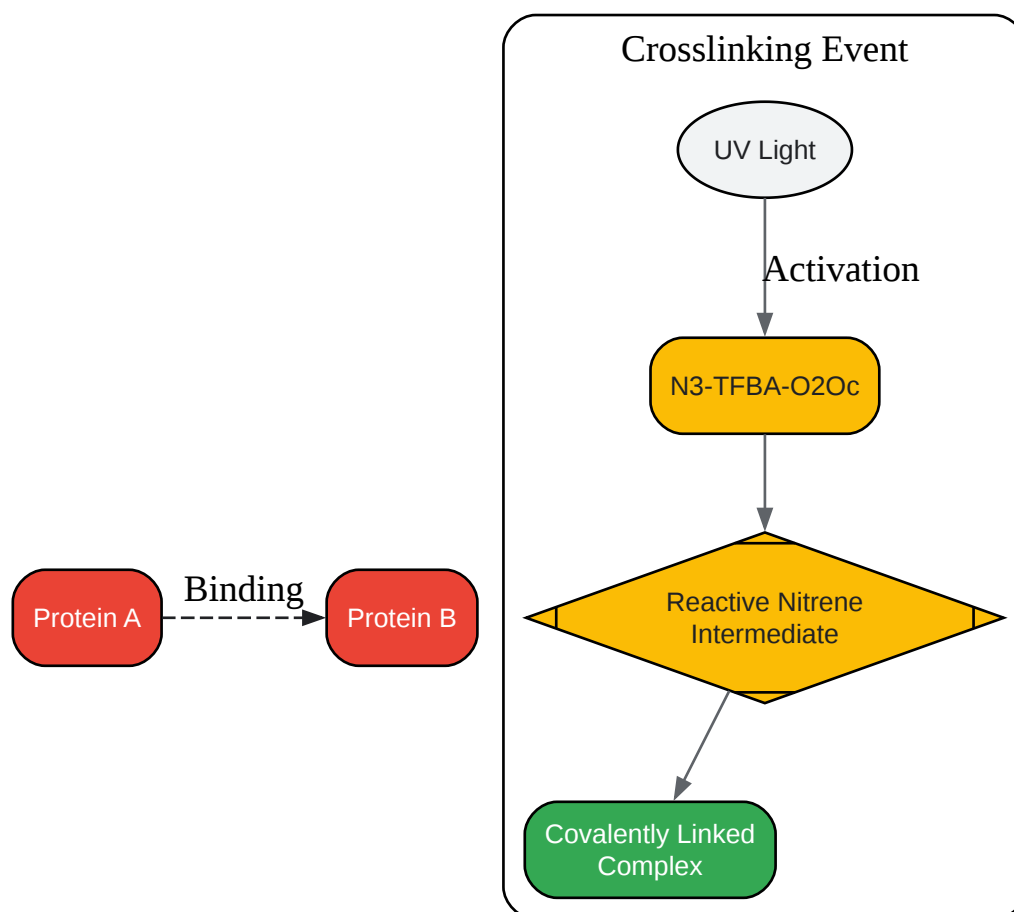 Crosslinking Event
UV Light
Activation
N3-TFBA-O2Oc
Protein A
Binding
Protein B
Reactive Nitrene
Intermediate
Covalently Linked
Complex